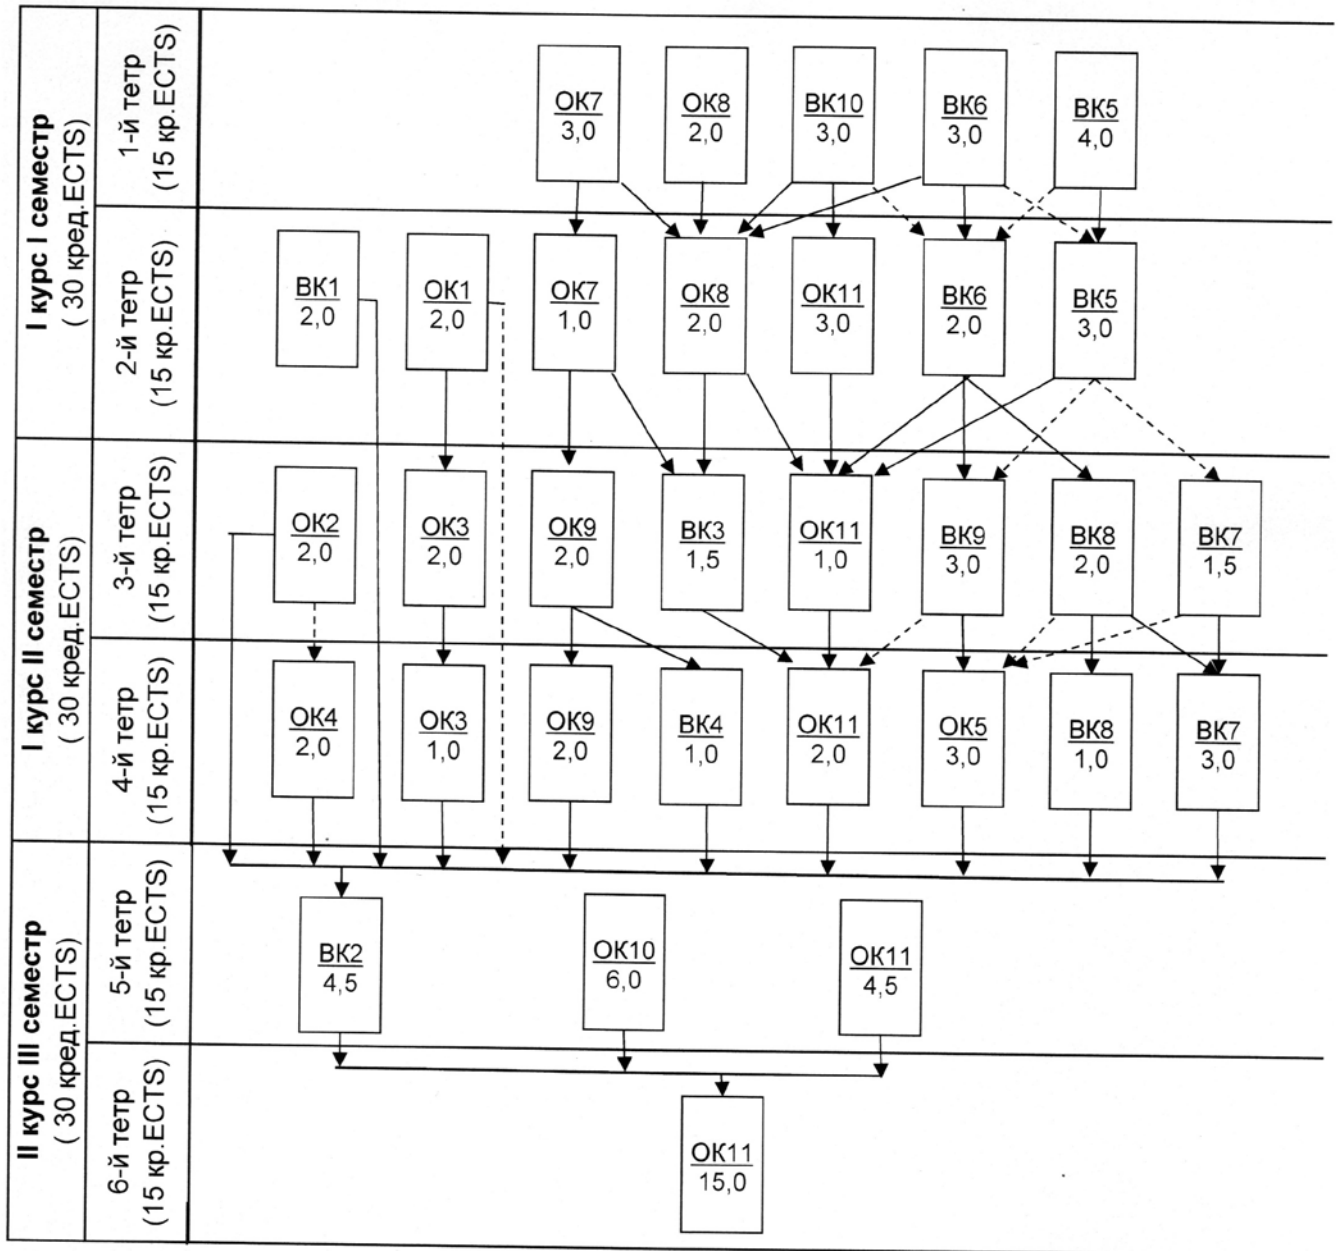 I курс I семестр
( 30 кред.ECTS)
1-й тетр
(15 кр.ECTS)
ОК7
3,0
ОК8
2,0
ВК10
3,0
ВК6
3,0
ВК5
4,0
2-й тетр
(15 кр.ECTS)
ВК1
2,0
ОК1
2,0
ОК7
1,0
ОК8
2,0
ОК11
3,0
ВК6
2,0
ВК5
3,0
I курс II семестр
( 30 кред.ECTS)
3-й тетр
(15 кр.ECTS)
ОК2
2,0
ОК3
2,0
ОК9
2,0
ВК3
1,5
ОК11
1,0
ВК9
3,0
ВК8
2,0
ВК7
1,5
4-й тетр
(15 кр.ECTS)
ОК4
2,0
ОК3
1,0
ОК9
2,0
ВК4
1,0
ОК11
2,0
ОК5
3,0
ВК8
1,0
ВК7
3,0
II курс III семестр
( 30 кред.ECTS)
5-й тетр
(15 кр.ECTS)
ВК2
4,5
ОК10
6,0
ОК11
4,5
6-й тетр
(15 кр.ECTS)
ОК11
15,0